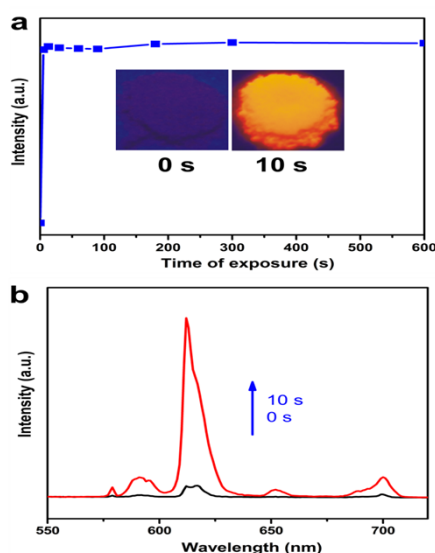 a
Intensity (a.u.)
0 s 10 s
0 100 200 300 400 500 600
Time of exposure (s)
b
Intensity (a.u.)
10 s
0 s
550 600 650 700
Wavelength (nm)